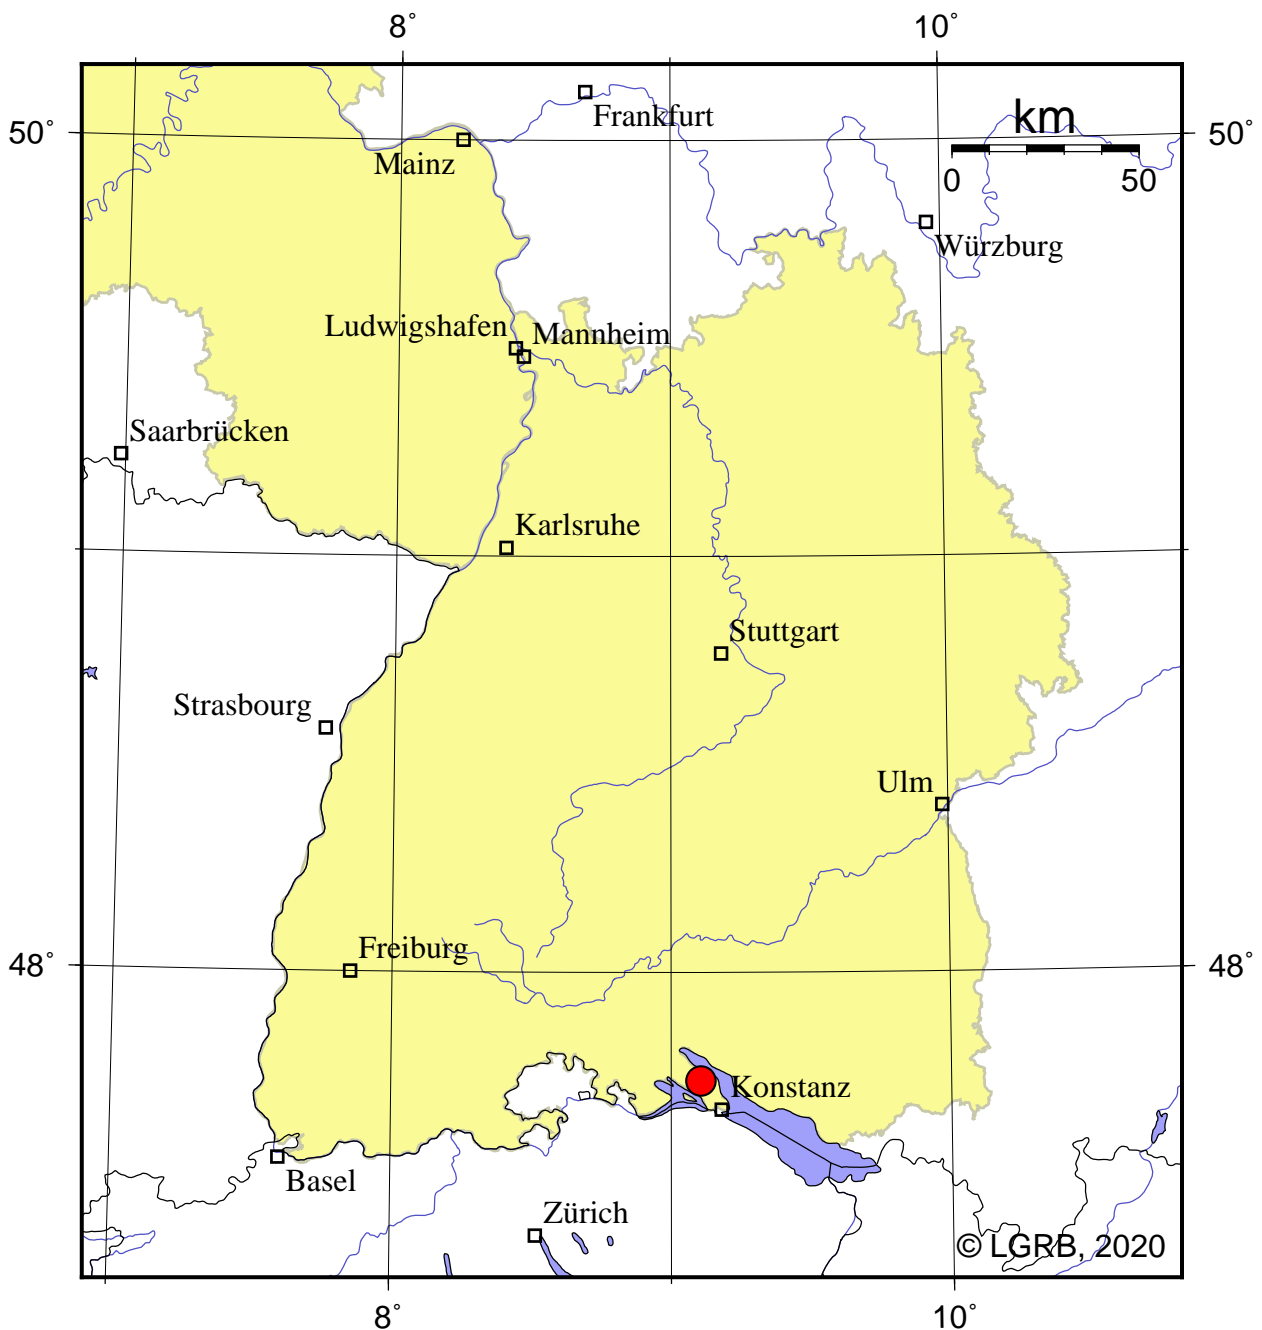 8° 10°
50° Frankfurt km 50°
Mainz 0 50
Würzburg
Ludwigshafen Mannheim
Saarbrücken
Karlsruhe
Stuttgart
Strasbourg
Ulm
Freiburg
48° 48°
Konstanz
Basel
Zürich
© LGRB, 2020
8° 10°